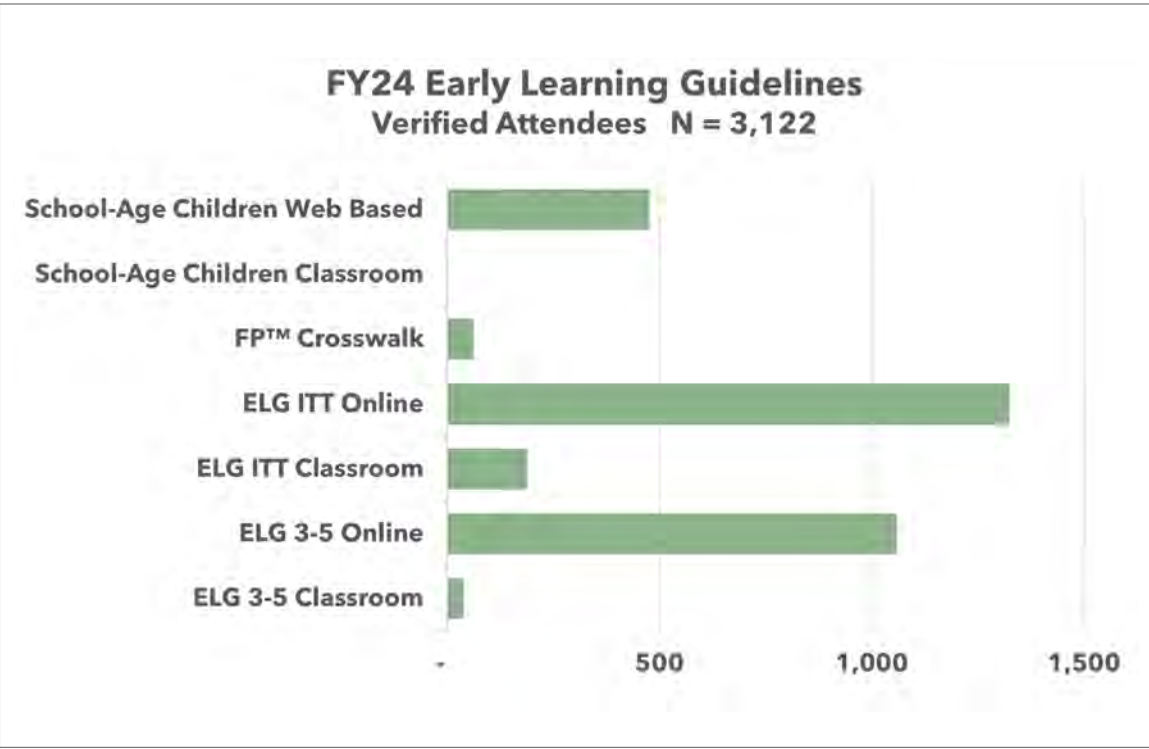 FY24 Early Learning Guidelines
Verified Attendees N = 3,122
School-Age Children Web Based
School-Age Children Classroom
FP™ Crosswalk
ELG ITT Online
ELG ITT Classroom
ELG 3-5 Online
ELG 3-5 Classroom
- 500 1,000 1,500